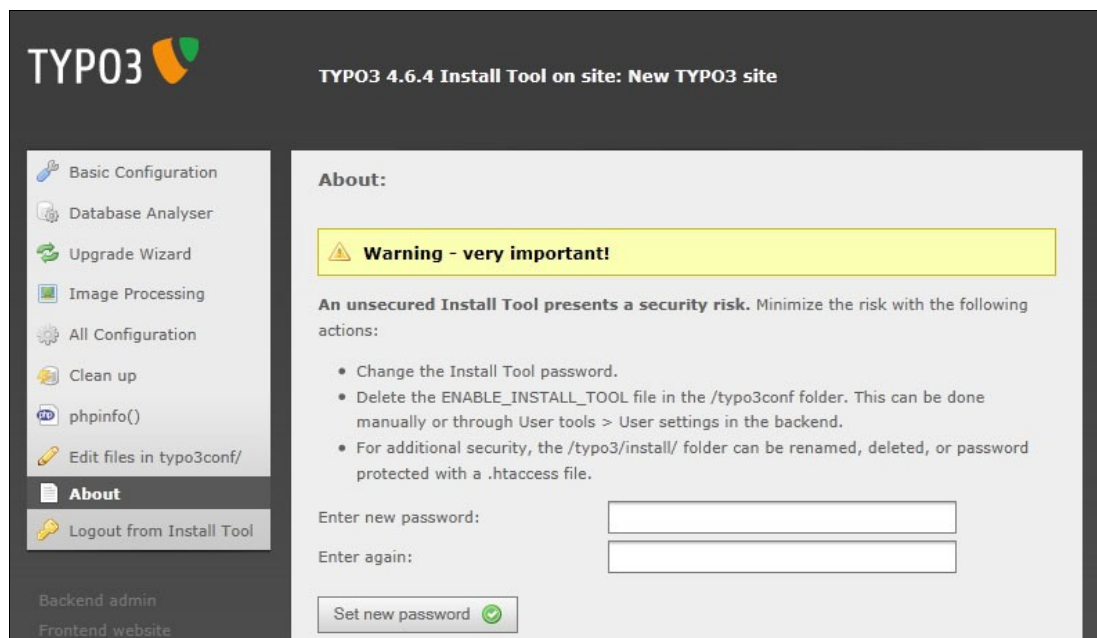 TYPO3
TYPO3 4.6.4 Install Tool on site: New TYPO3 site
Basic Configuration
Database Analyser
Upgrade Wizard
Image Processing
All Configuration
Clean up
phpinfo()
Edit files in typo3conf/
About
Logout from Install Tool
Backend admin
Frontend website
About:
Warning - very important!
An unsecured Install Tool presents a security risk. Minimize the risk with the following
actions:
• Change the Install Tool password.
• Delete the ENABLE_INSTALL_TOOL file in the /typo3conf folder. This can be done
manually or through User tools > User settings in the backend.
• For additional security, the /typo3/install/ folder can be renamed, deleted, or password
protected with a .htaccess file.
Enter new password:
Enter again:
Set new password